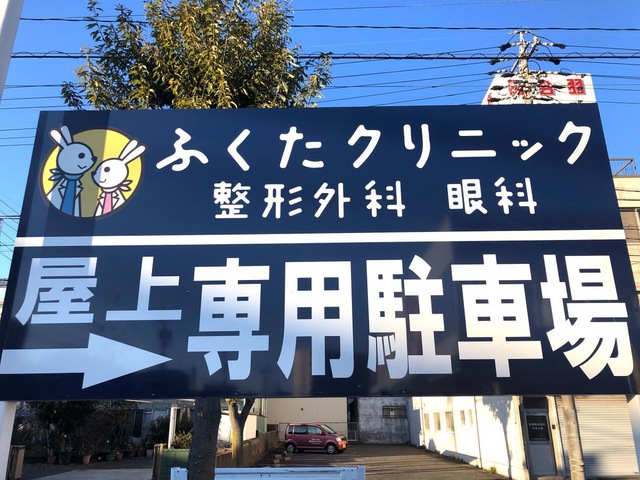 ふくたクリニック
整形外科 眼科
屋上専用駐車場